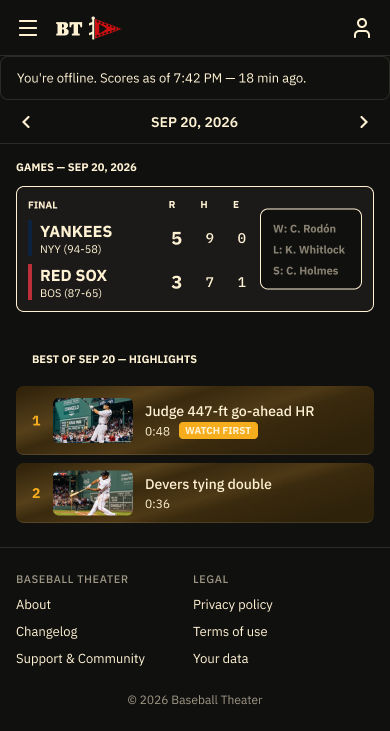 BT
You're offline. Scores as of 7:42 PM — 18 min ago.
SEP 20, 2026
GAMES — SEP 20, 2026
FINAL R H E
YANKEES 5 9 0
NYY (94-58)
RED SOX 3 7 1
BOS (87-65)
W: C. Rodón
L: K. Whitlock
S: C. Holmes
BEST OF SEP 20 — HIGHLIGHTS
1
Judge 447-ft go-ahead HR
0:48 WATCH FIRST
2
Devers tying double
0:36
BASEBALL THEATER
About
Changelog
Support & Community
LEGAL
Privacy policy
Terms of use
Your data
© 2026 Baseball Theater